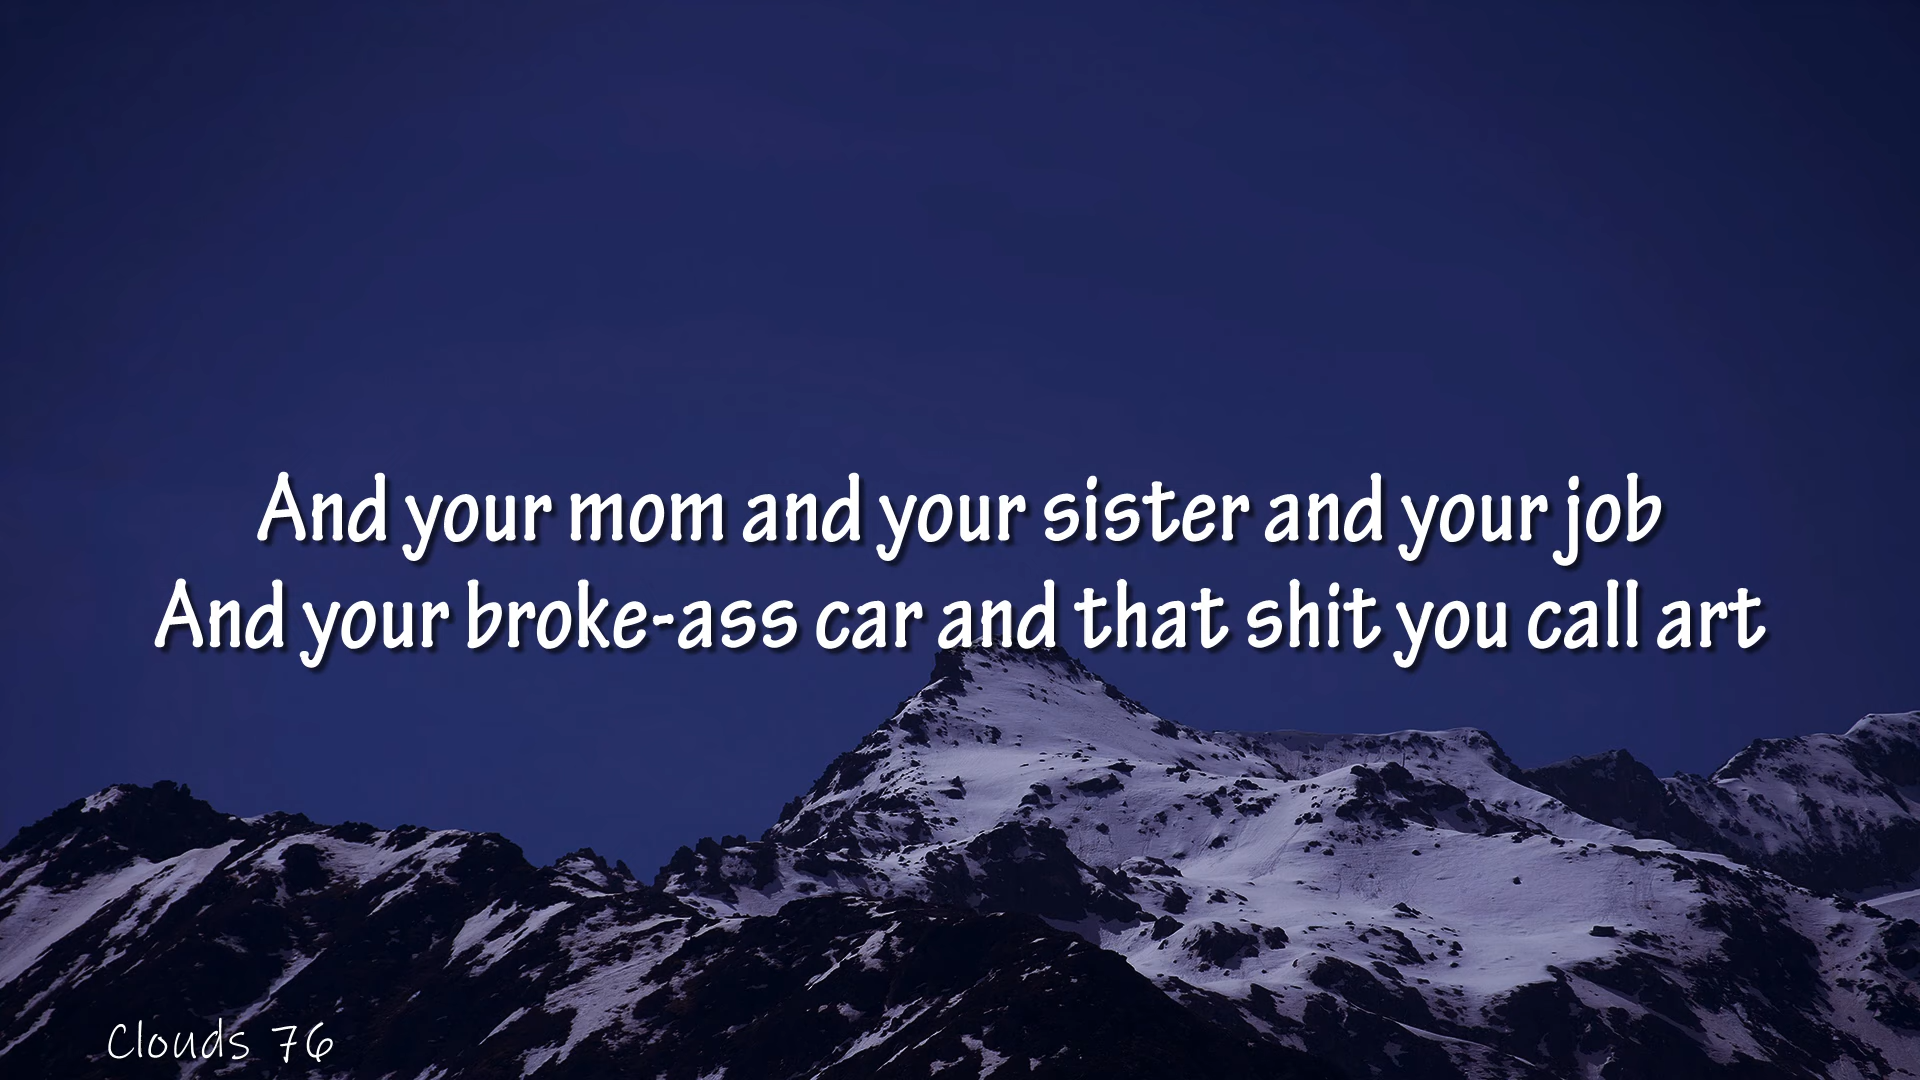 And your mom and your sister and your job
And your broke-ass car and that shit you call art
Clouds 76